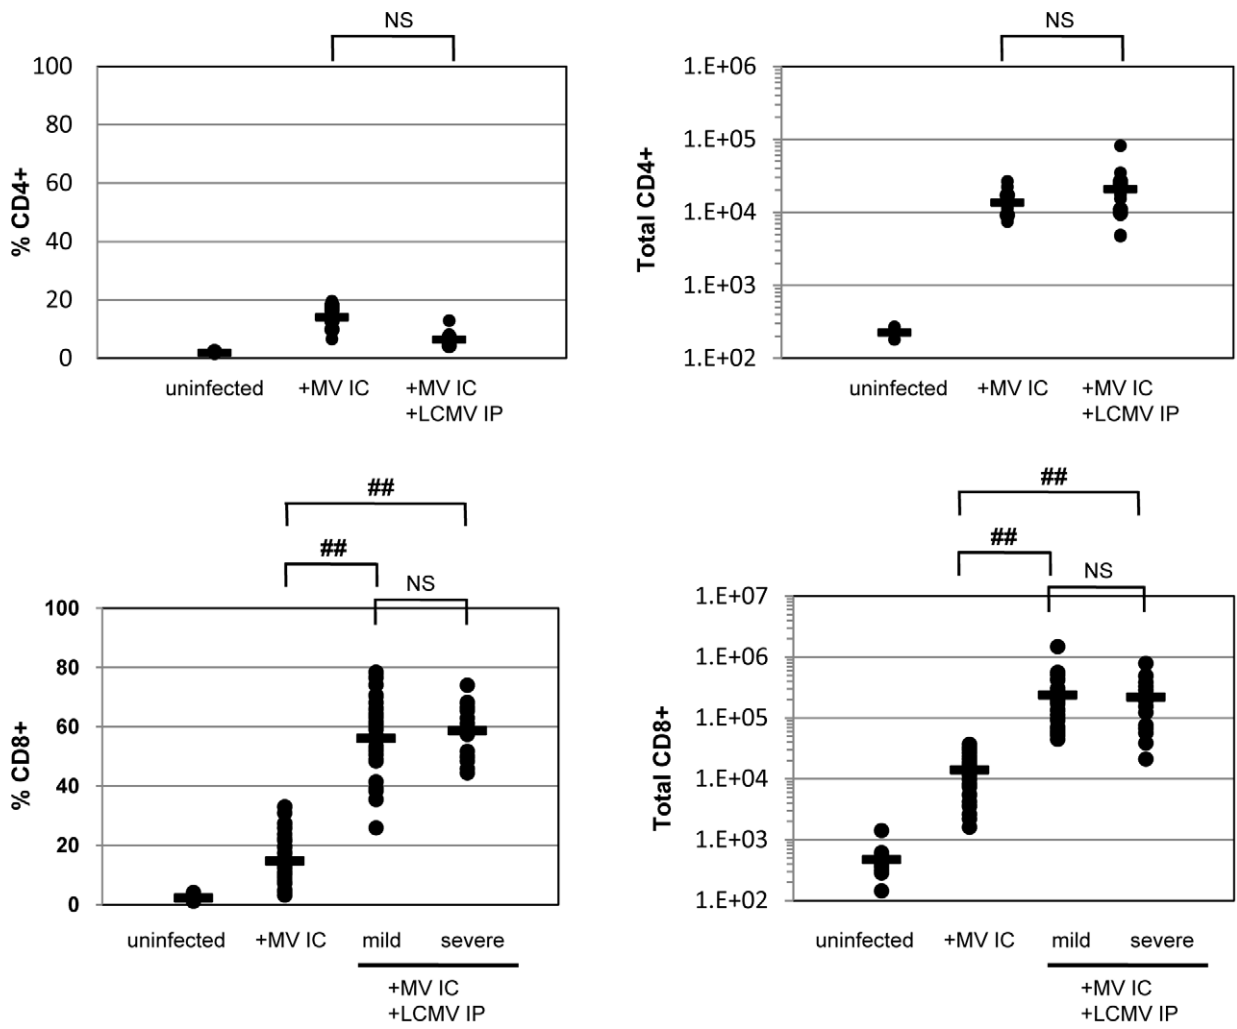 NS
100
80
60
40
20
0
% CD4+
uninfected
+MV IC
+MV IC
+LCMV IP
NS
1.E+06
1.E+05
1.E+04
1.E+03
1.E+02
Total CD4+
uninfected
+MV IC
+MV IC
+LCMV IP
##
##
NS
100
80
60
40
20
0
% CD8+
uninfected
+MV IC
mild
severe
+MV IC
+LCMV IP
##
##
NS
1.E+07
1.E+06
1.E+05
1.E+04
1.E+03
1.E+02
Total CD8+
uninfected
+MV IC
mild
severe
+MV IC
+LCMV IP